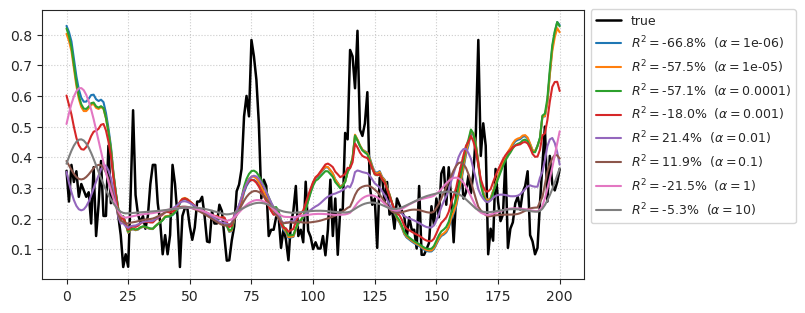 true
R² = -66.8% (α = 1e-06)
R² = -57.5% (α = 1e-05)
R² = -57.1% (α = 0.0001)
R² = -18.0% (α = 0.001)
R² = 21.4% (α = 0.01)
R² = 11.9% (α = 0.1)
R² = -21.5% (α = 1)
R² = -5.3% (α = 10)
0.8
0.7
0.6
0.5
0.4
0.3
0.2
0.1
0 25 50 75 100 125 150 175 200